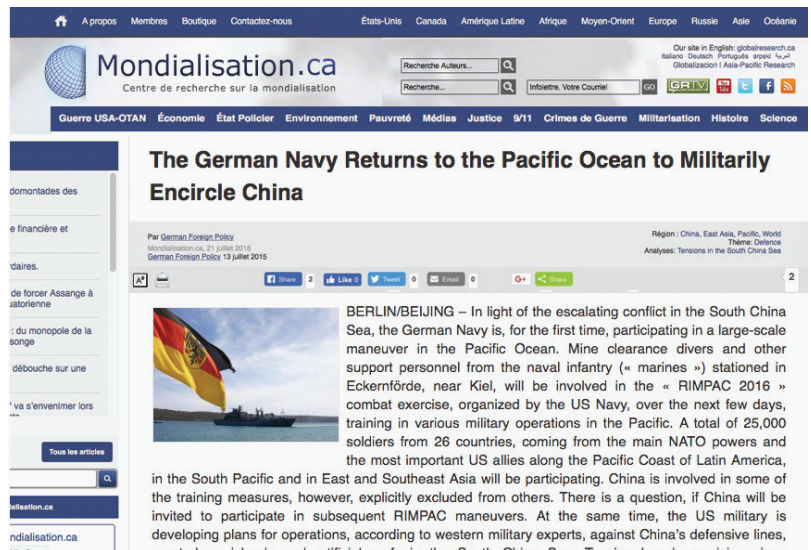 A propos Membres Boutique Contactez-nous États-Unis Canada Amérique Latine Afrique Moyen-Orient Europe Russie Asie Océanie
Mondialisation.ca
Centre de recherche sur la mondialisation
Recherche Auteurs...
Recherche...
Infolettre, Votre Courriel GO
Our site in English: globalresearch.ca
Italiano Deutsch Português srpski العربية
Globalizacion I Asia-Pacific Research
GRTV You Tube
Guerre USA-OTAN Économie État Policier Environnement Pauvreté Médias Justice 9/11 Crimes de Guerre Militarisation Histoire Science
domontades des
e financière et
rdaires.
de forcer Assange à
uatorienne
: du monopole de la
songe
débouche sur une
' va s'envenimer lors
Tous les articles
ialisation.ca
ndialisation.ca
The German Navy Returns to the Pacific Ocean to Militarily
Encircle China
Par German Foreign Policy
Mondialisation.ca, 21 juillet 2016
German Foreign Policy 13 juillet 2015
Région : China, East Asia, Pacific, World
Thème: Defence
Analyses: Tensions in the South China Sea
Share 2 Like 0 Tweet 0 Email 0 G+ Share 2
BERLIN/BEIJING – In light of the escalating conflict in the South China
Sea, the German Navy is, for the first time, participating in a large-scale
maneuver in the Pacific Ocean. Mine clearance divers and other
support personnel from the naval infantry (« marines ») stationed in
Eckernförde, near Kiel, will be involved in the « RIMPAC 2016 »
combat exercise, organized by the US Navy, over the next few days,
training in various military operations in the Pacific. A total of 25,000
soldiers from 26 countries, coming from the main NATO powers and
the most important US allies along the Pacific Coast of Latin America,
in the South Pacific and in East and Southeast Asia will be participating. China is involved in some of
the training measures, however, explicitly excluded from others. There is a question, if China will be
invited to participate in subsequent RIMPAC maneuvers. At the same time, the US military is
developing plans for operations, according to western military experts, against China's defensive lines,